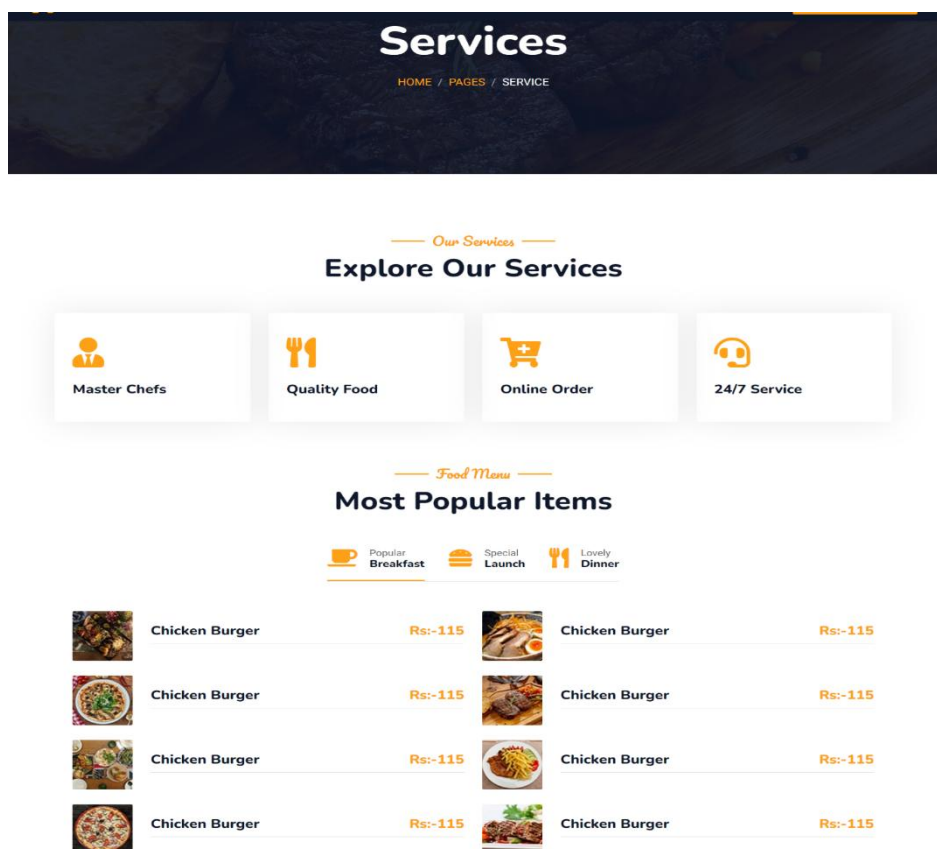 Services
HOME / PAGES / SERVICE
Our Services
Explore Our Services
Master Chefs
Quality Food
Online Order
24/7 Service
Food Menu
Most Popular Items
Popular
Breakfast
Special
Launch
Lovely
Dinner
Chicken Burger Rs:-115
Chicken Burger Rs:-115
Chicken Burger Rs:-115
Chicken Burger Rs:-115
Chicken Burger Rs:-115
Chicken Burger Rs:-115
Chicken Burger Rs:-115
Chicken Burger Rs:-115